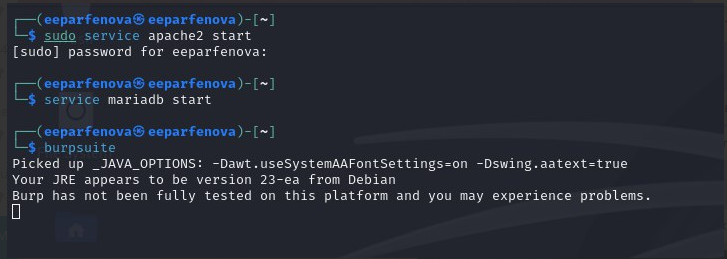 ┌──(eeparfenova㉿eeparfenova)-[~]
└─$ sudo service apache2 start
[sudo] password for eeparfenova:
┌──(eeparfenova㉿eeparfenova)-[~]
└─$ service mariadb start
┌──(eeparfenova㉿eeparfenova)-[~]
└─$ burpsuite
Picked up _JAVA_OPTIONS: -Dawt.useSystemAAFontSettings=on -Dswing.aatext=true
Your JRE appears to be version 23-ea from Debian
Burp has not been fully tested on this platform and you may experience problems.